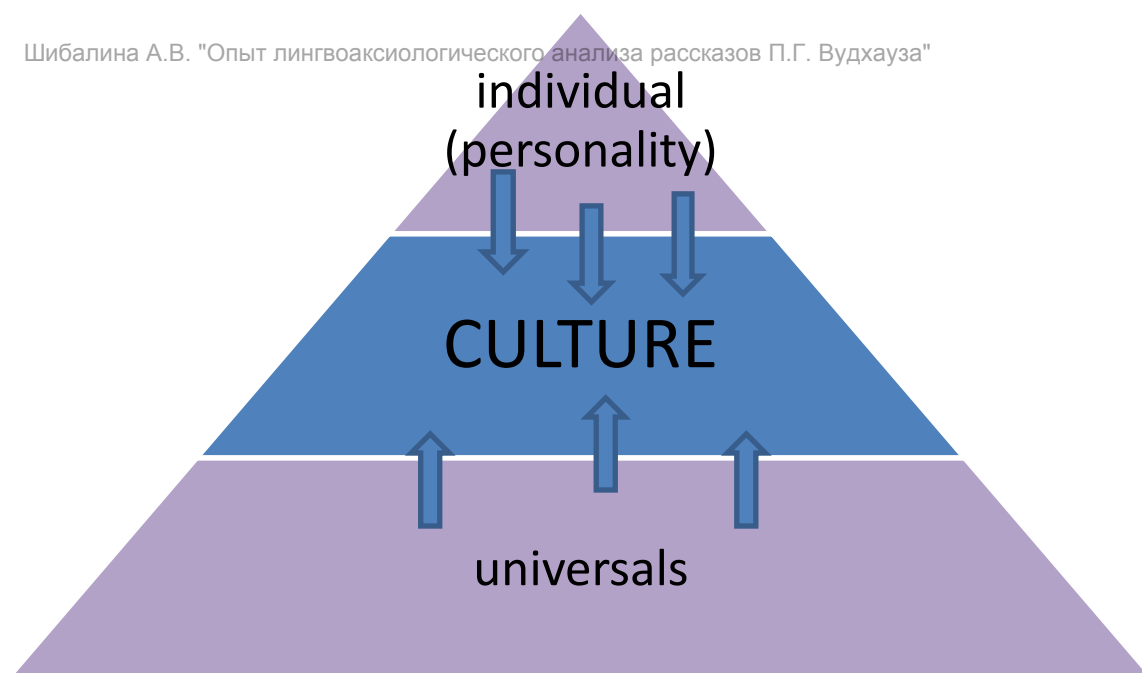 Шибалина А.В. "Опыт лингвоаксиологического анализа рассказов П.Г. Вудхауза"
individual
(personality)
CULTURE
universals